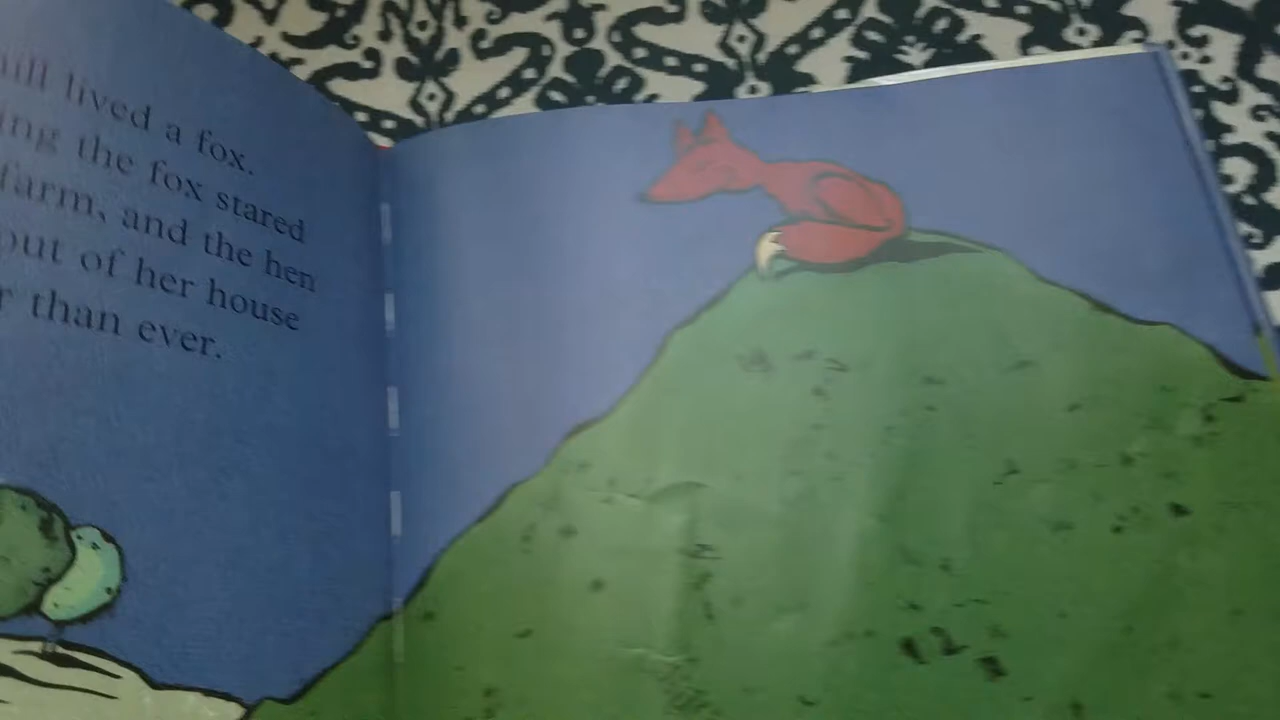 lived a fox.
the fox stared
farm, and the hen
out of her house
than ever.